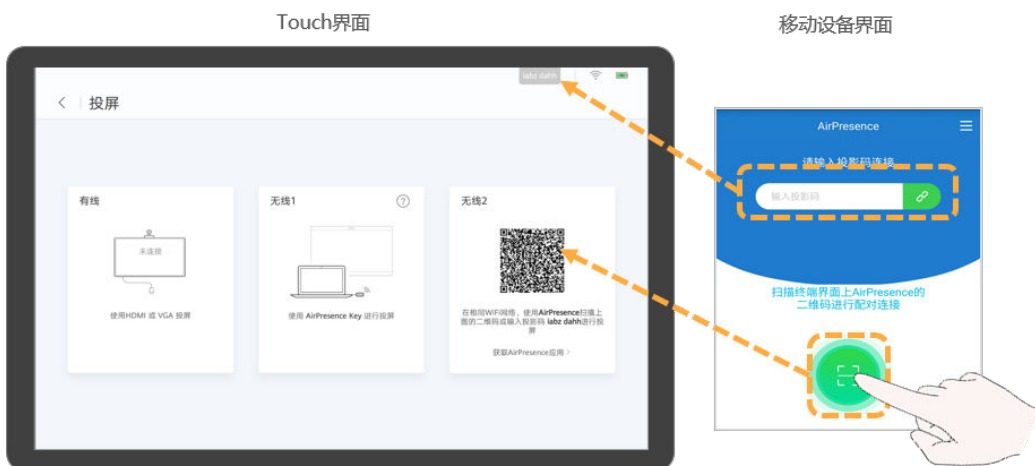 Touch界面
移动设备界面
iabz dahh
投屏
有线
未连接
使用HDMI 或 VGA 投屏
无线1
使用 AirPresence Key 进行投屏
无线2
在相同WiFi网络，使用AirPresence扫描上
面的二维码或输入投影码 iabz dahh进行投
屏
获取AirPresence应用
AirPresence
请输入投影码连接
输入投影码
扫描终端界面上AirPresence的
二维码进行配对连接